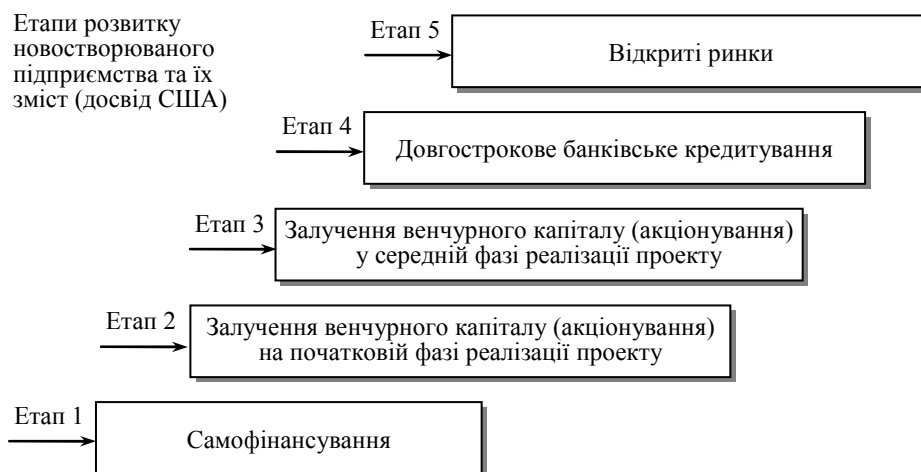 Етапи розвитку
новостворюваного
підприємства та їх
зміст (досвід США)
Етап 5
Відкриті ринки
Етап 4
Довгострокове банківське кредитування
Етап 3
Залучення венчурного капіталу (акціонування)
у середній фазі реалізації проекту
Етап 2
Залучення венчурного капіталу (акціонування)
на початковій фазі реалізації проекту
Етап 1
Самофінансування